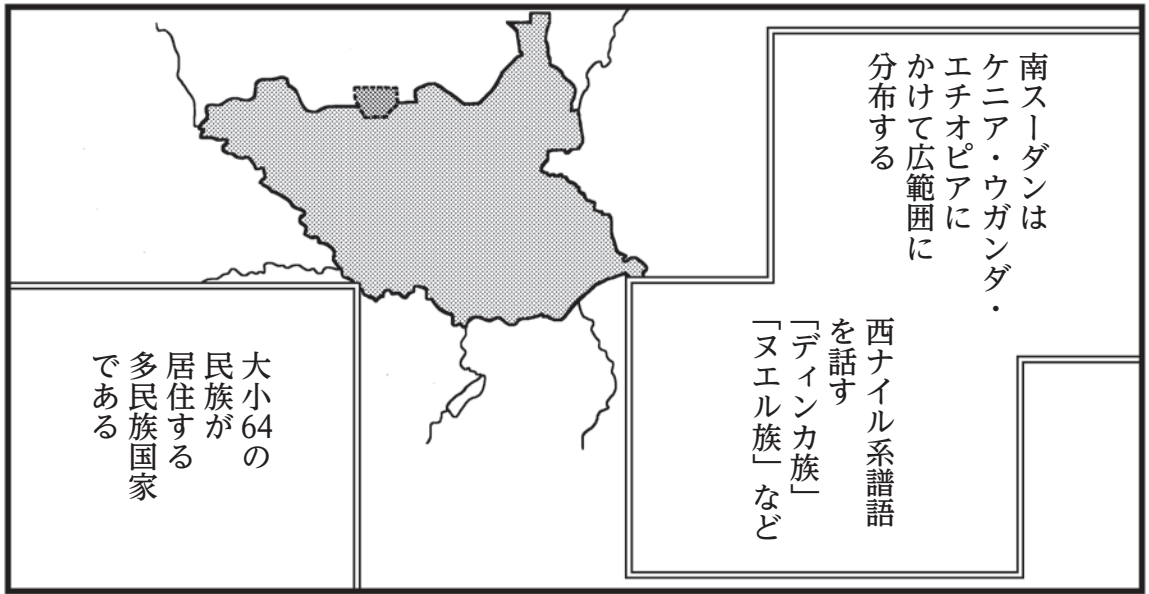 南スーダンは
ケニア・ウガンダ・
エチオピアに
かけて広範囲に
分布する
西ナイル系譜語
を話す
「ディンカ族」
「ヌエル族」など
大小64の
民族が
居住する
多民族国家
である